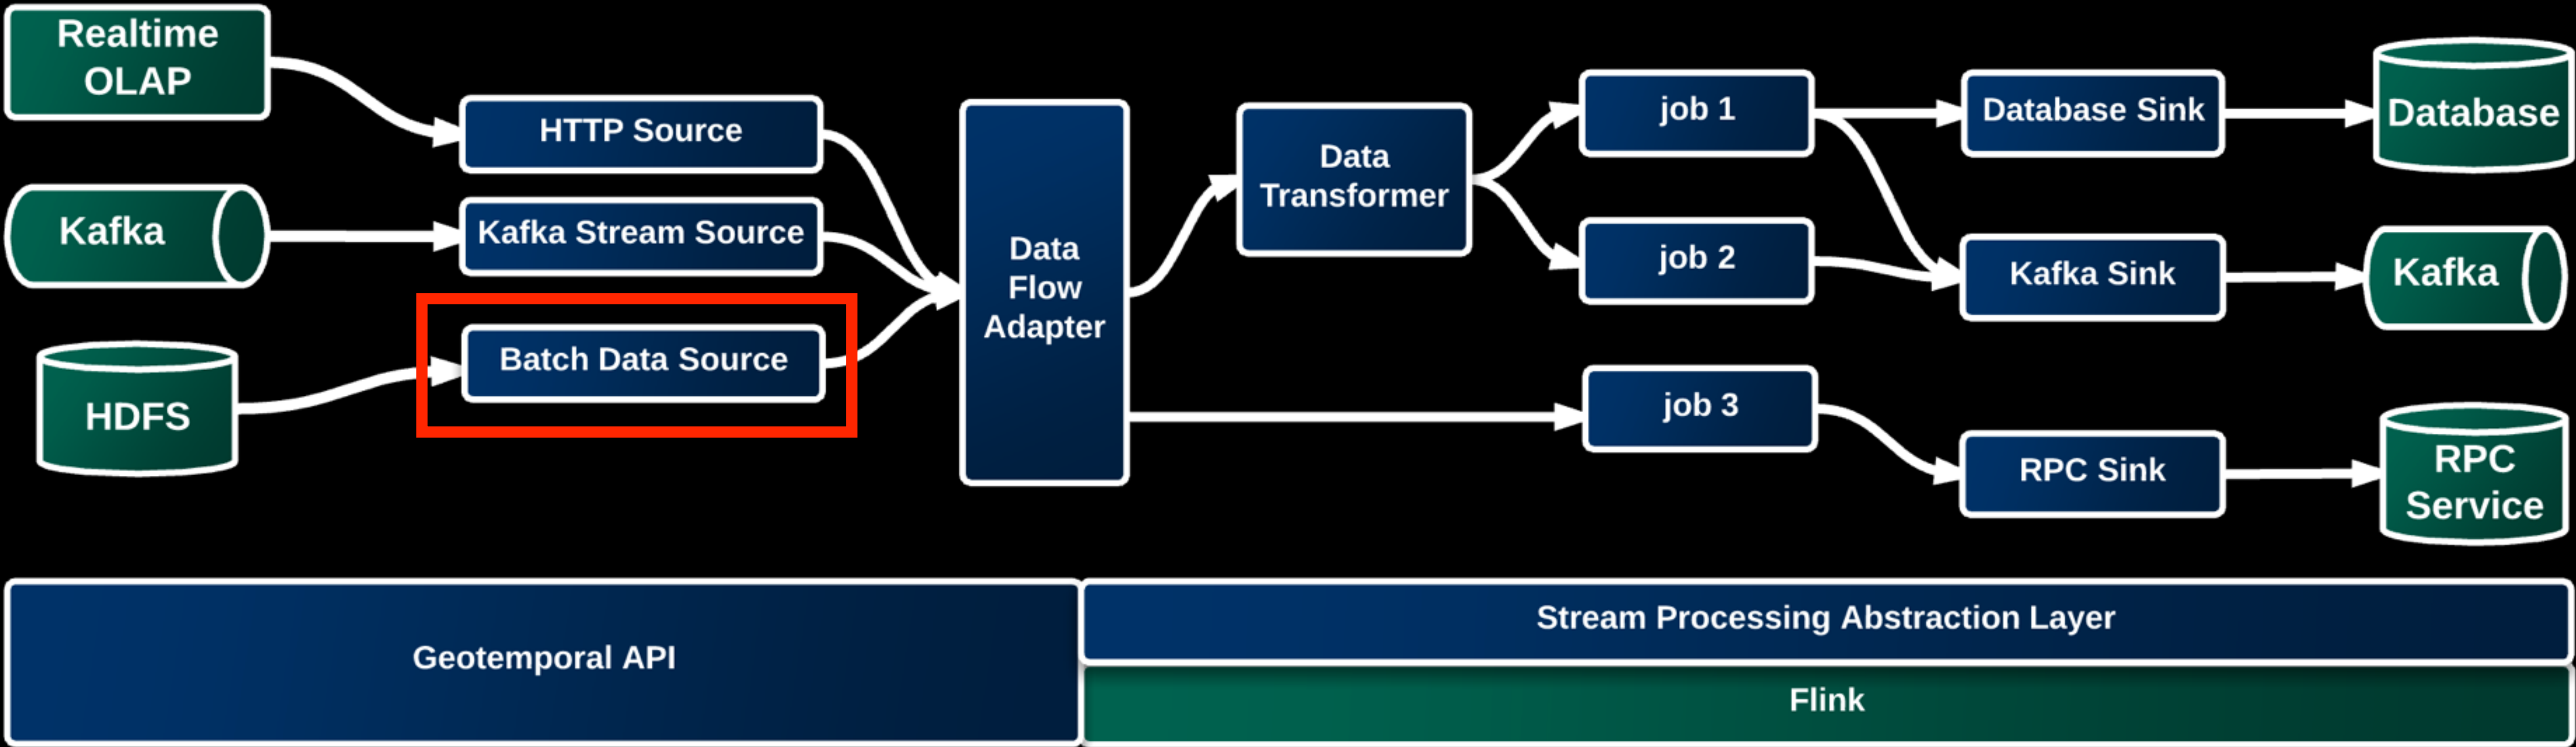 Realtime
OLAP
HTTP Source
Kafka
Kafka Stream Source
HDFS
Batch Data Source
Data
Flow
Adapter
Data
Transformer
job 1
job 2
job 3
Database Sink
Kafka Sink
RPC Sink
Database
Kafka
RPC
Service
Geotemporal API
Stream Processing Abstraction Layer
Flink